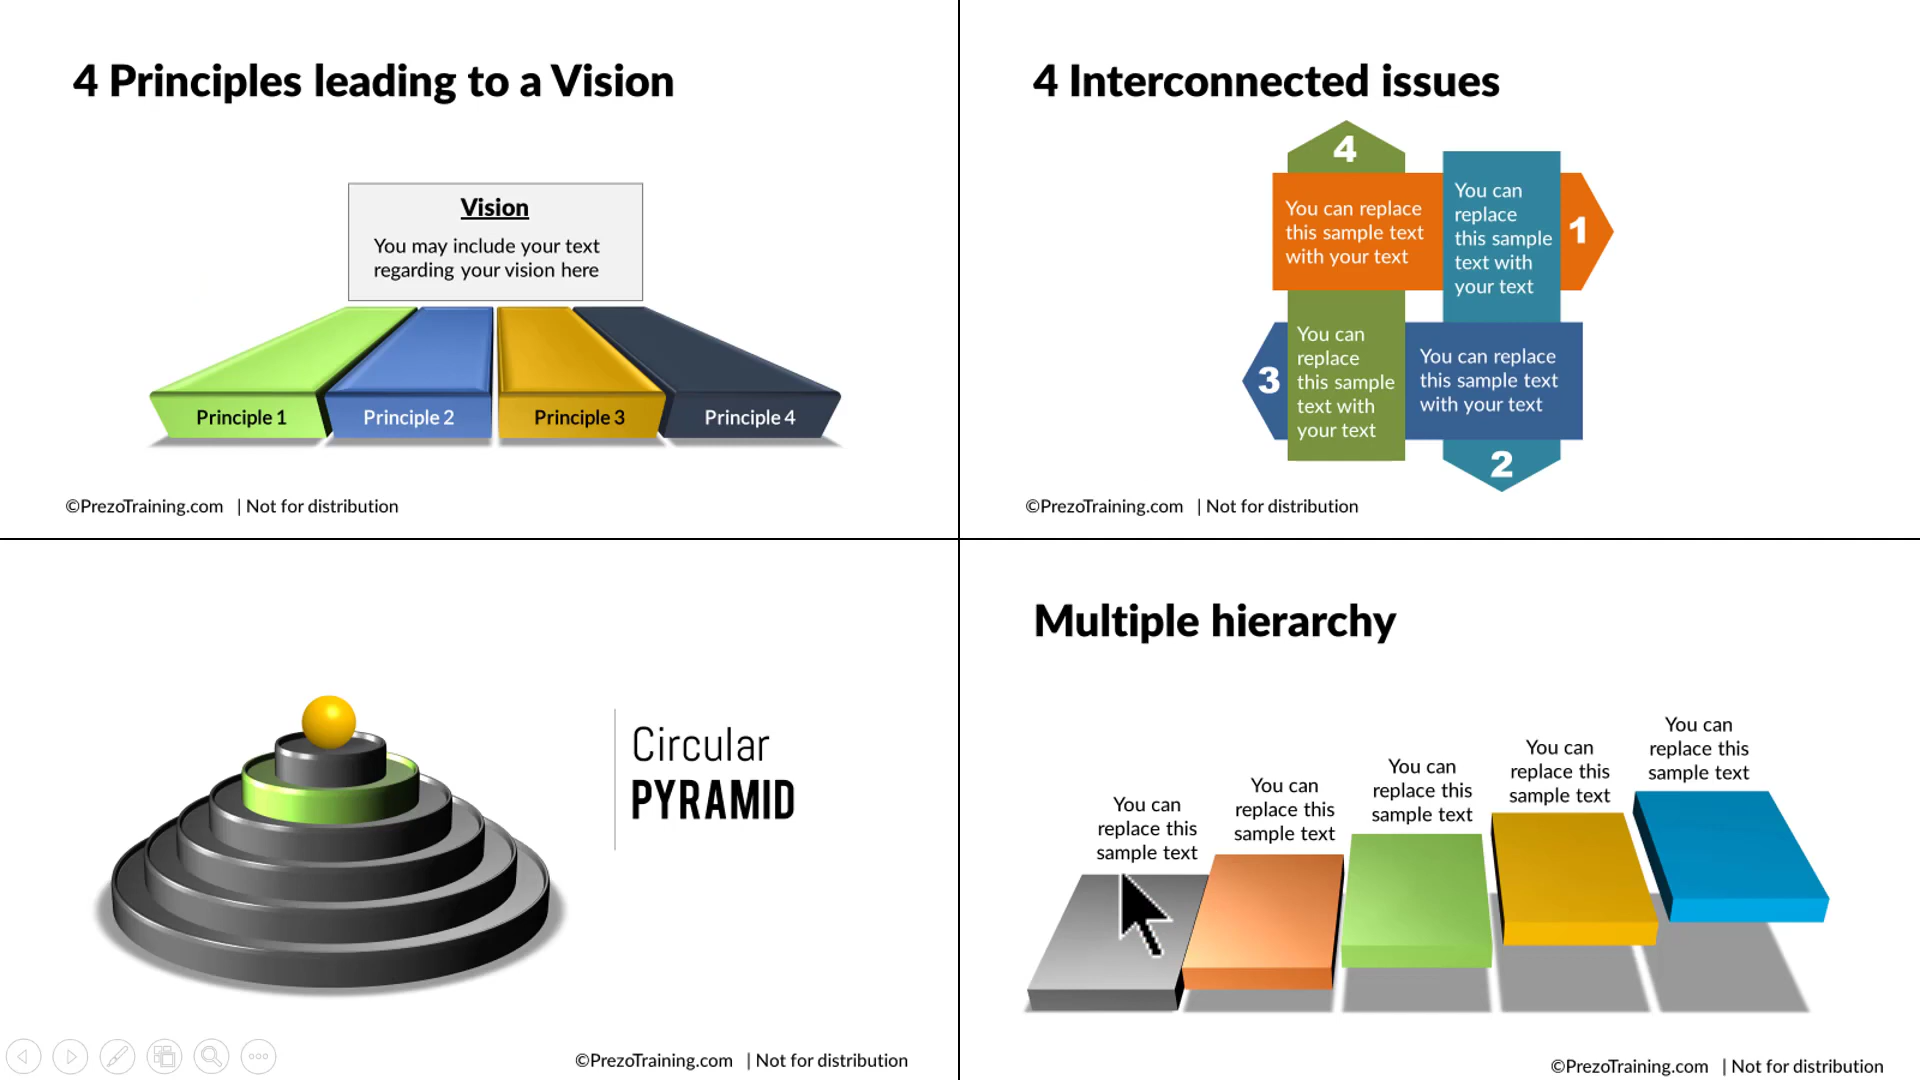 4 Principles leading to a Vision
Vision
You may include your text
regarding your vision here
Principle 1
Principle 2
Principle 3
Principle 4
©PrezoTraining.com | Not for distribution
4 Interconnected issues
4
You can replace
this sample text
with your text
You can
replace
this sample
text with
your text
1
3
You can
replace
this sample
text with
your text
You can replace
this sample text
with your text
2
©PrezoTraining.com | Not for distribution
Circular
PYRAMID
©PrezoTraining.com | Not for distribution
Multiple hierarchy
You can
replace this
sample text
You can
replace this
sample text
You can
replace this
sample text
You can
replace this
sample text
You can
replace this
sample text
©PrezoTraining.com | Not for distribution